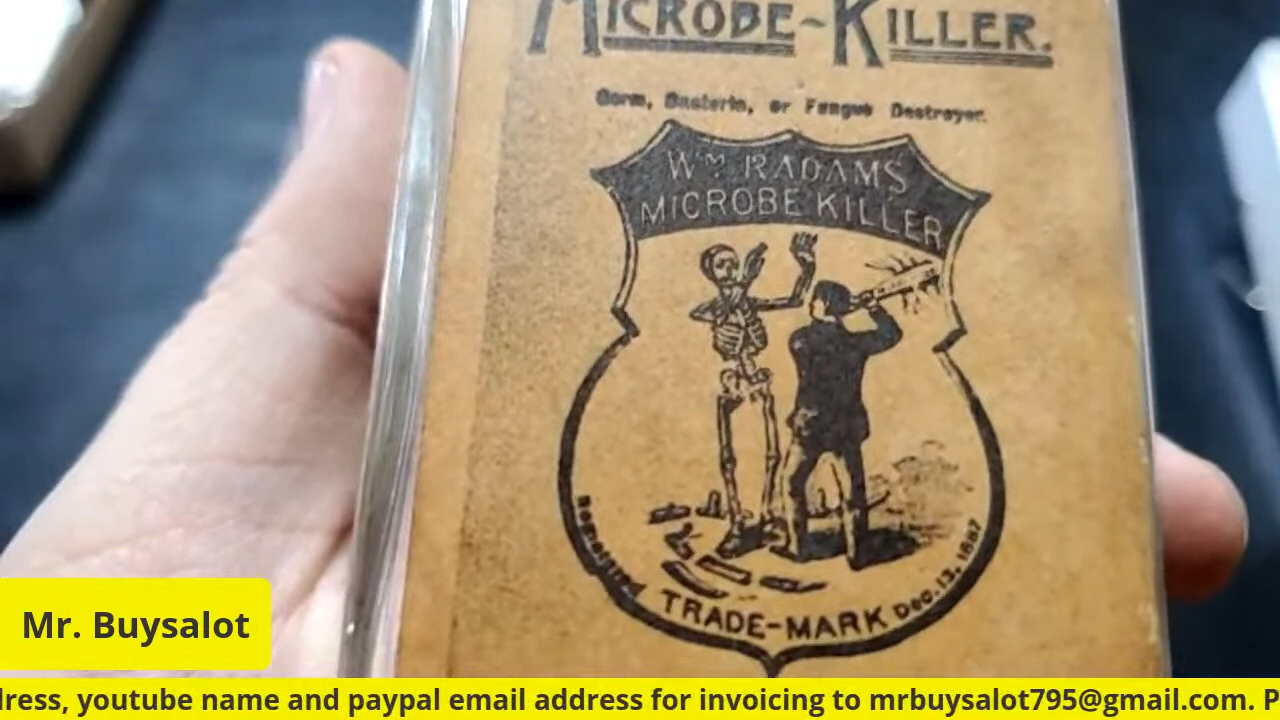 MICROBE-KILLER.
Germ, Bacteria, or Fungus Destroyer.
WM RADAMS
MICROBE KILLER
Registered
TRADE-MARK Dec. 13, 1887
Mr. Buysalot
dress, youtube name and paypal email address for invoicing to mrbuysalot795@gmail.com. P